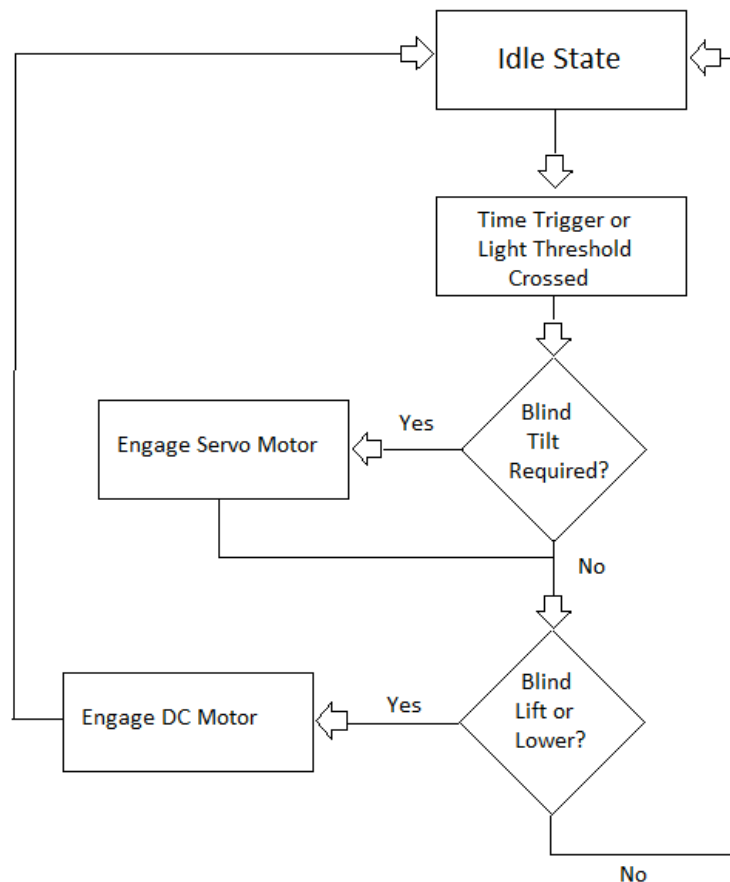 Idle State
Time Trigger or
Light Threshold
Crossed
Blind
Tilt
Required?
Yes
Engage Servo Motor
No
Blind
Lift or
Lower?
Yes
Engage DC Motor
No